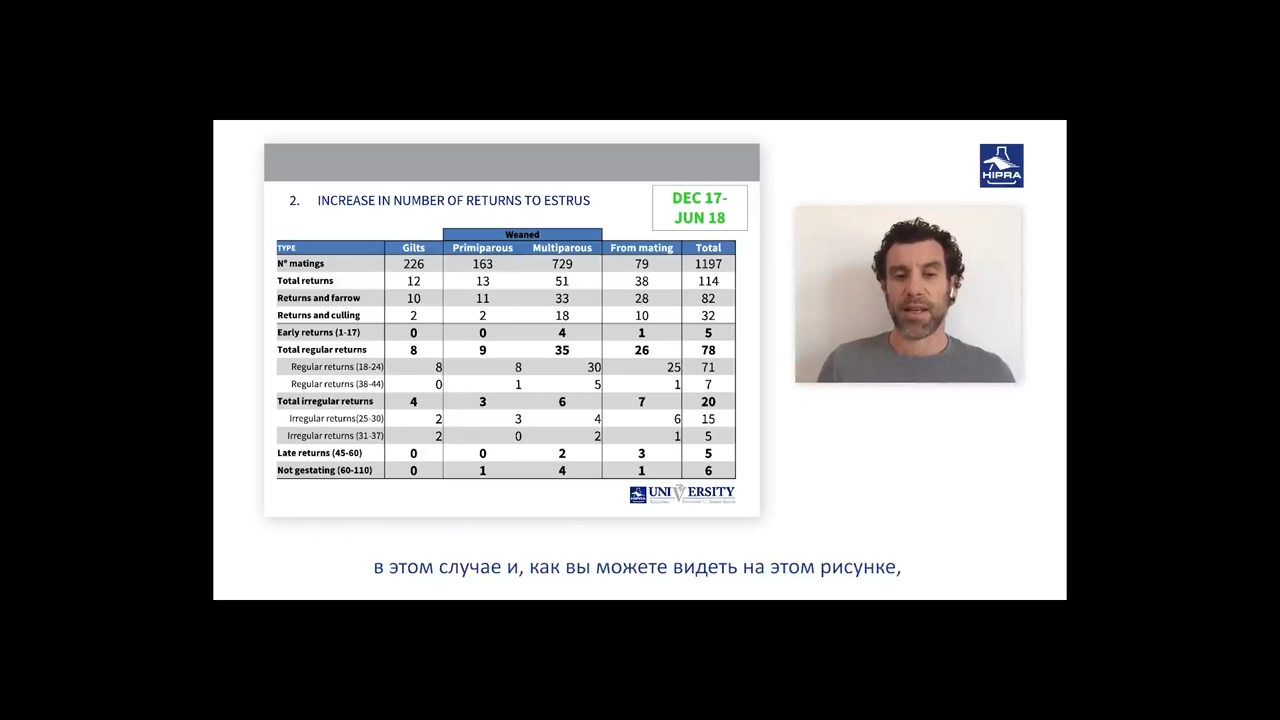 HIPRA
2. INCREASE IN NUMBER OF RETURNS TO ESTRUS
DEC 17-
JUN 18
Weaned
TYPE Gilts Primiparous Multiparous From mating Total
Nº matings 226 163 729 79 1197
Total returns 12 13 51 38 114
Returns and farrow 10 11 33 28 82
Returns and culling 2 2 18 10 32
Early returns (1-17) 0 0 4 1 5
Total regular returns 8 9 35 26 78
Regular returns (18-24) 8 8 30 25 71
Regular returns (38-44) 0 1 5 1 7
Total irregular returns 4 3 6 7 20
Irregular returns(25-30) 2 3 4 6 15
Irregular returns (31-37) 2 0 2 1 5
Late returns (45-60) 0 0 2 3 5
Not gestating (60-110) 0 1 4 1 6
HIPRA UNIVERSITY
в этом случае и, как вы можете видеть на этом рисунке,